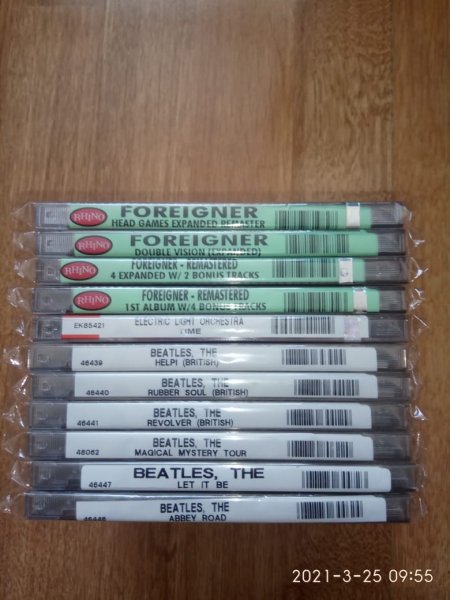 RHINO
FOREIGNER
HEAD GAMES EXPANDED REMASTER
RHINO
FOREIGNER
DOUBLE VISION (EXPANDED)
RHINO
FOREIGNER - REMASTERED
4 EXPANDED W/ 2 BONUS TRACKS
RHINO
FOREIGNER - REMASTERED
1ST ALBUM W/4 BONUS TRACKS
EK85421
ELECTRIC LIGHT ORCHESTRA
TIME
46439
BEATLES, THE
HELP! (BRITISH)
46440
BEATLES, THE
RUBBER SOUL (BRITISH)
46441
BEATLES, THE
REVOLVER (BRITISH)
48062
BEATLES, THE
MAGICAL MYSTERY TOUR
46447
BEATLES, THE
LET IT BE
46446
BEATLES, THE
ABBEY ROAD
2021-3-25 09:55